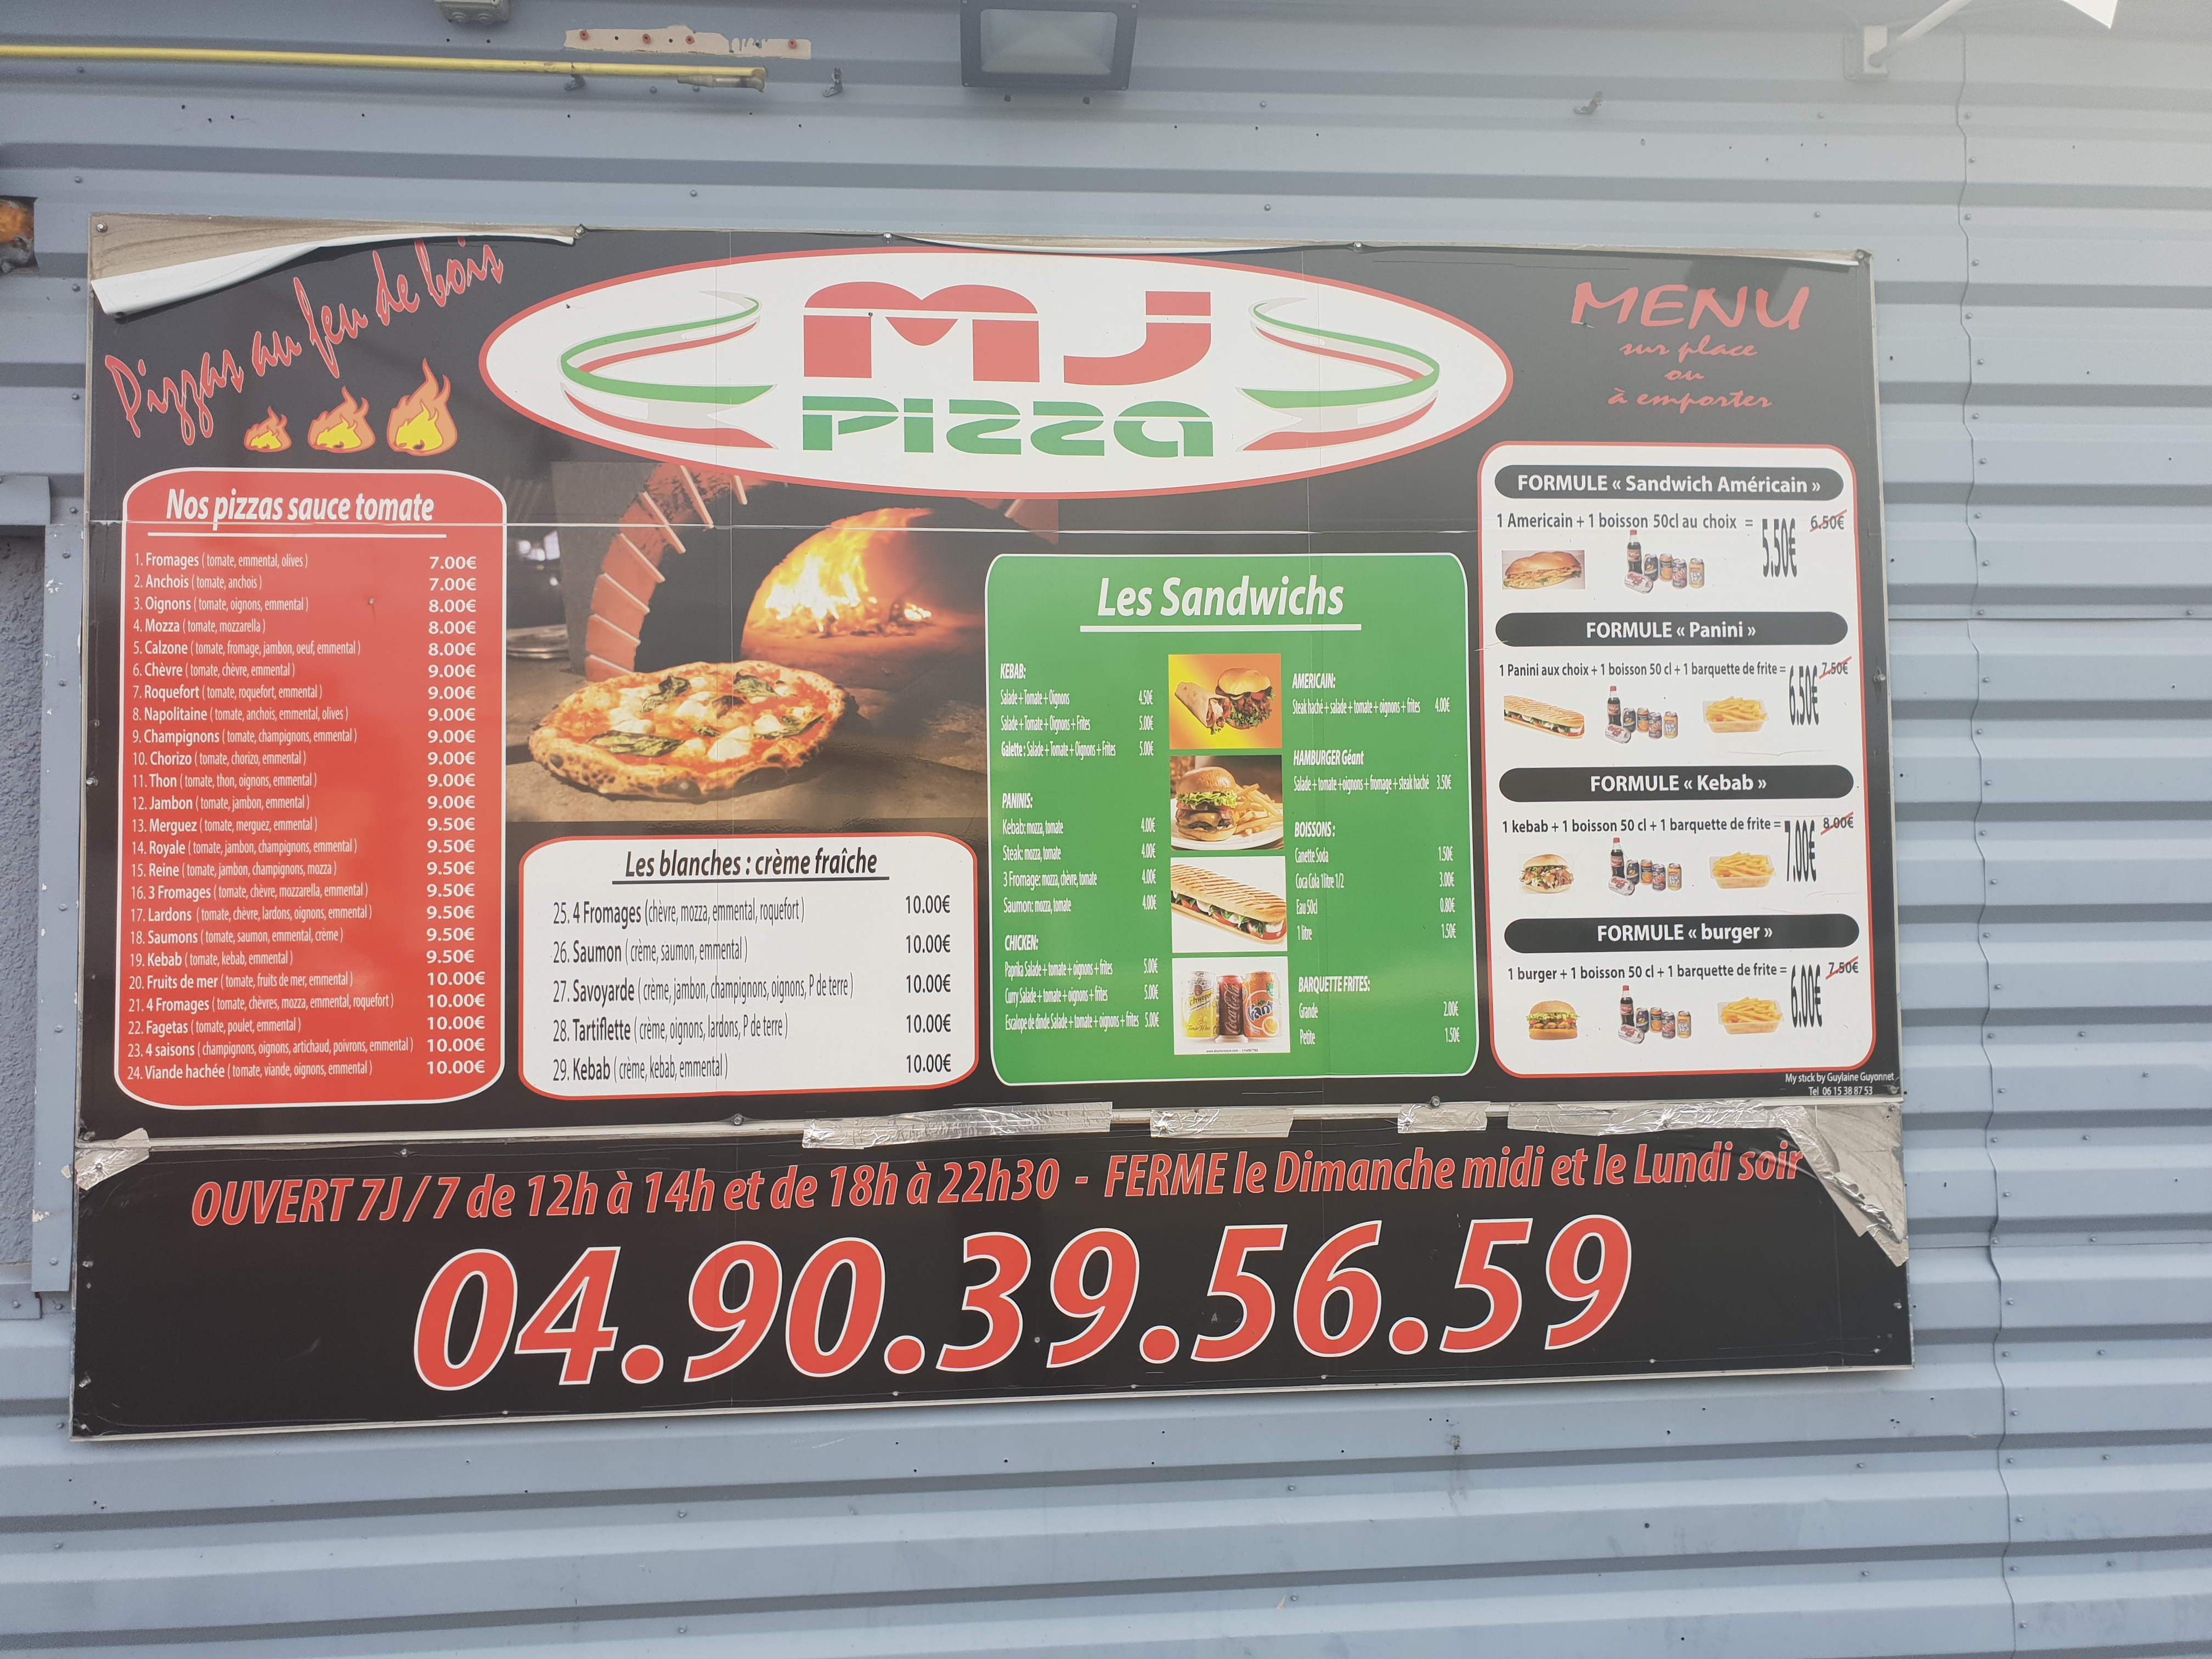 Pizzas au feu de bois
MJ
Pizza
MENU
sur place
ou
à emporter
Nos pizzas sauce tomate
1. Fromages ( tomate, emmental, olives ) 7.00€
2. Anchois ( tomate, anchois ) 7.00€
3. Oignons ( tomate, oignons, emmental ) 8.00€
4. Mozza ( tomate, mozzarella ) 8.00€
5. Calzone ( tomate, fromage, jambon, oeuf, emmental ) 8.00€
6. Chèvre ( tomate, chèvre, emmental ) 9.00€
7. Roquefort ( tomate, roquefort, emmental ) 9.00€
8. Napolitaine ( tomate, anchois, emmental, olives ) 9.00€
9. Champignons ( tomate, champignons, emmental ) 9.00€
10. Chorizo ( tomate, chorizo, emmental ) 9.00€
11. Thon ( tomate, thon, oignons, emmental ) 9.00€
12. Jambon ( tomate, jambon, emmental ) 9.00€
13. Merguez ( tomate, merguez, emmental ) 9.50€
14. Royale ( tomate, jambon, champignons, emmental ) 9.50€
15. Reine ( tomate, jambon, champignons, mozza ) 9.50€
16. 3 Fromages ( tomate, chèvre, mozzarella, emmental ) 9.50€
17. Lardons ( tomate, chèvre, lardons, oignons, emmental ) 9.50€
18. Saumons ( tomate, saumon, emmental, crème ) 9.50€
19. Kebab ( tomate, kebab, emmental ) 9.50€
20. Fruits de mer ( tomate, fruits de mer, emmental ) 10.00€
21. 4 Fromages ( tomate, chèvres, mozza, emmental, roquefort ) 10.00€
22. Fagetas ( tomate, poulet, emmental ) 10.00€
23. 4 saisons ( champignons, oignons, artichaud, poivrons, emmental ) 10.00€
24. Viande hachée ( tomate, viande, oignons, emmental ) 10.00€
Les blanches : crème fraîche
25. 4 Fromages (chèvre, mozza, emmental, roquefort ) 10.00€
26. Saumon ( crème, saumon, emmental ) 10.00€
27. Savoyarde ( crème, jambon, champignons, oignons, P de terre ) 10.00€
28. Tartiflette ( crème, oignons, lardons, P de terre ) 10.00€
29. Kebab ( crème, kebab, emmental ) 10.00€
Les Sandwichs
KEBAB:
Salade + Tomate + Oignons 4.50€
Salade + Tomate + Oignons + Frites 5.00€
Galette : Salade + Tomate + Oignons + Frites 5.00€
PANINIS:
Kebab: mozza, tomate 4.00€
Steak: mozza, tomate 4.00€
3 Fromage: mozza, chèvre, tomate 4.00€
Saumon: mozza, tomate 4.00€
CHICKEN:
Paprika Salade + tomate + oignons + frites 5.00€
Curry Salade + tomate + oignons + frites 5.00€
Escalope de dinde Salade + tomate + oignons + frites 5.00€
AMERICAIN:
Steak haché + salade + tomate + oignons + frites 4.00€
HAMBURGER Géant
Salade + tomate +oignons + fromage + steak haché 3.50€
BOISSONS :
Canette Soda 1.50€
Coca Cola 1litre 1/2 3.00€
Eau 50cl 0.80€
1 litre 1.50€
BARQUETTE FRITES:
Grande 2.00€
Petite 1.50€
FORMULE « Sandwich Américain »
1 Americain + 1 boisson 50cl au choix = 5.50€ 6.50€
FORMULE « Panini »
1 Panini aux choix + 1 boisson 50 cl + 1 barquette de frite = 6.50€ 7.50€
FORMULE « Kebab »
1 kebab + 1 boisson 50 cl + 1 barquette de frite = 7.00€ 8.00€
FORMULE « burger »
1 burger + 1 boisson 50 cl + 1 barquette de frite = 6.00€ 7.50€
My stick by Guylaine Guyonnet
Tel 06 15 38 87 53
OUVERT 7J / 7 de 12h à 14h et de 18h à 22h30 - FERME le Dimanche midi et le Lundi soir
04.90.39.56.59